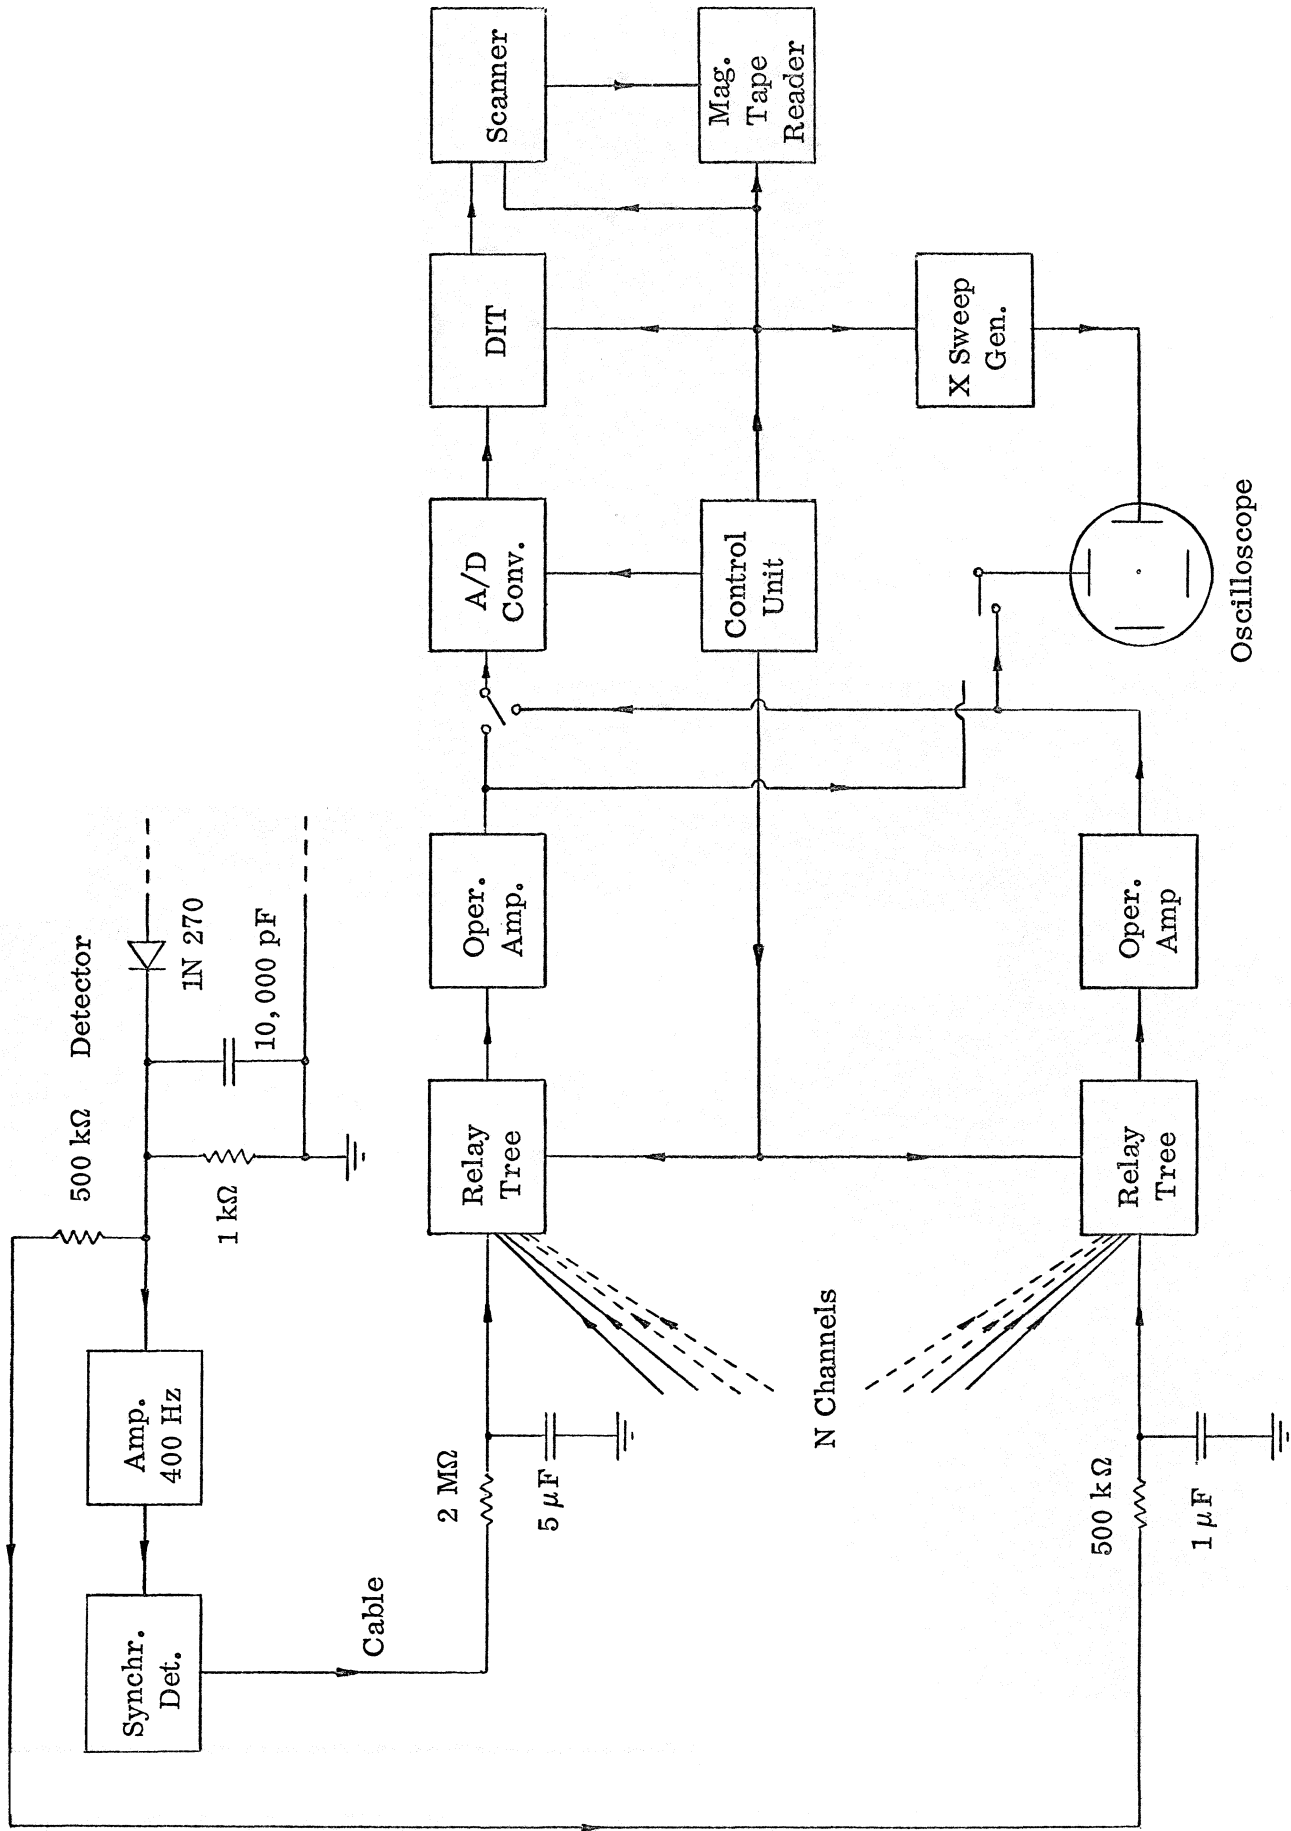 500 kΩ
Detector
1N 270
10,000 pF
1 kΩ
Synchr.
Det.
Amp.
400 Hz
Cable
2 MΩ
5 μF
Relay
Tree
Oper.
Amp.
A/D
Conv.
DIT
Scanner
N Channels
Control
Unit
Mag.
Tape
Reader
X Sweep
Gen.
500 kΩ
1 μF
Relay
Tree
Oper.
Amp
Oscilloscope